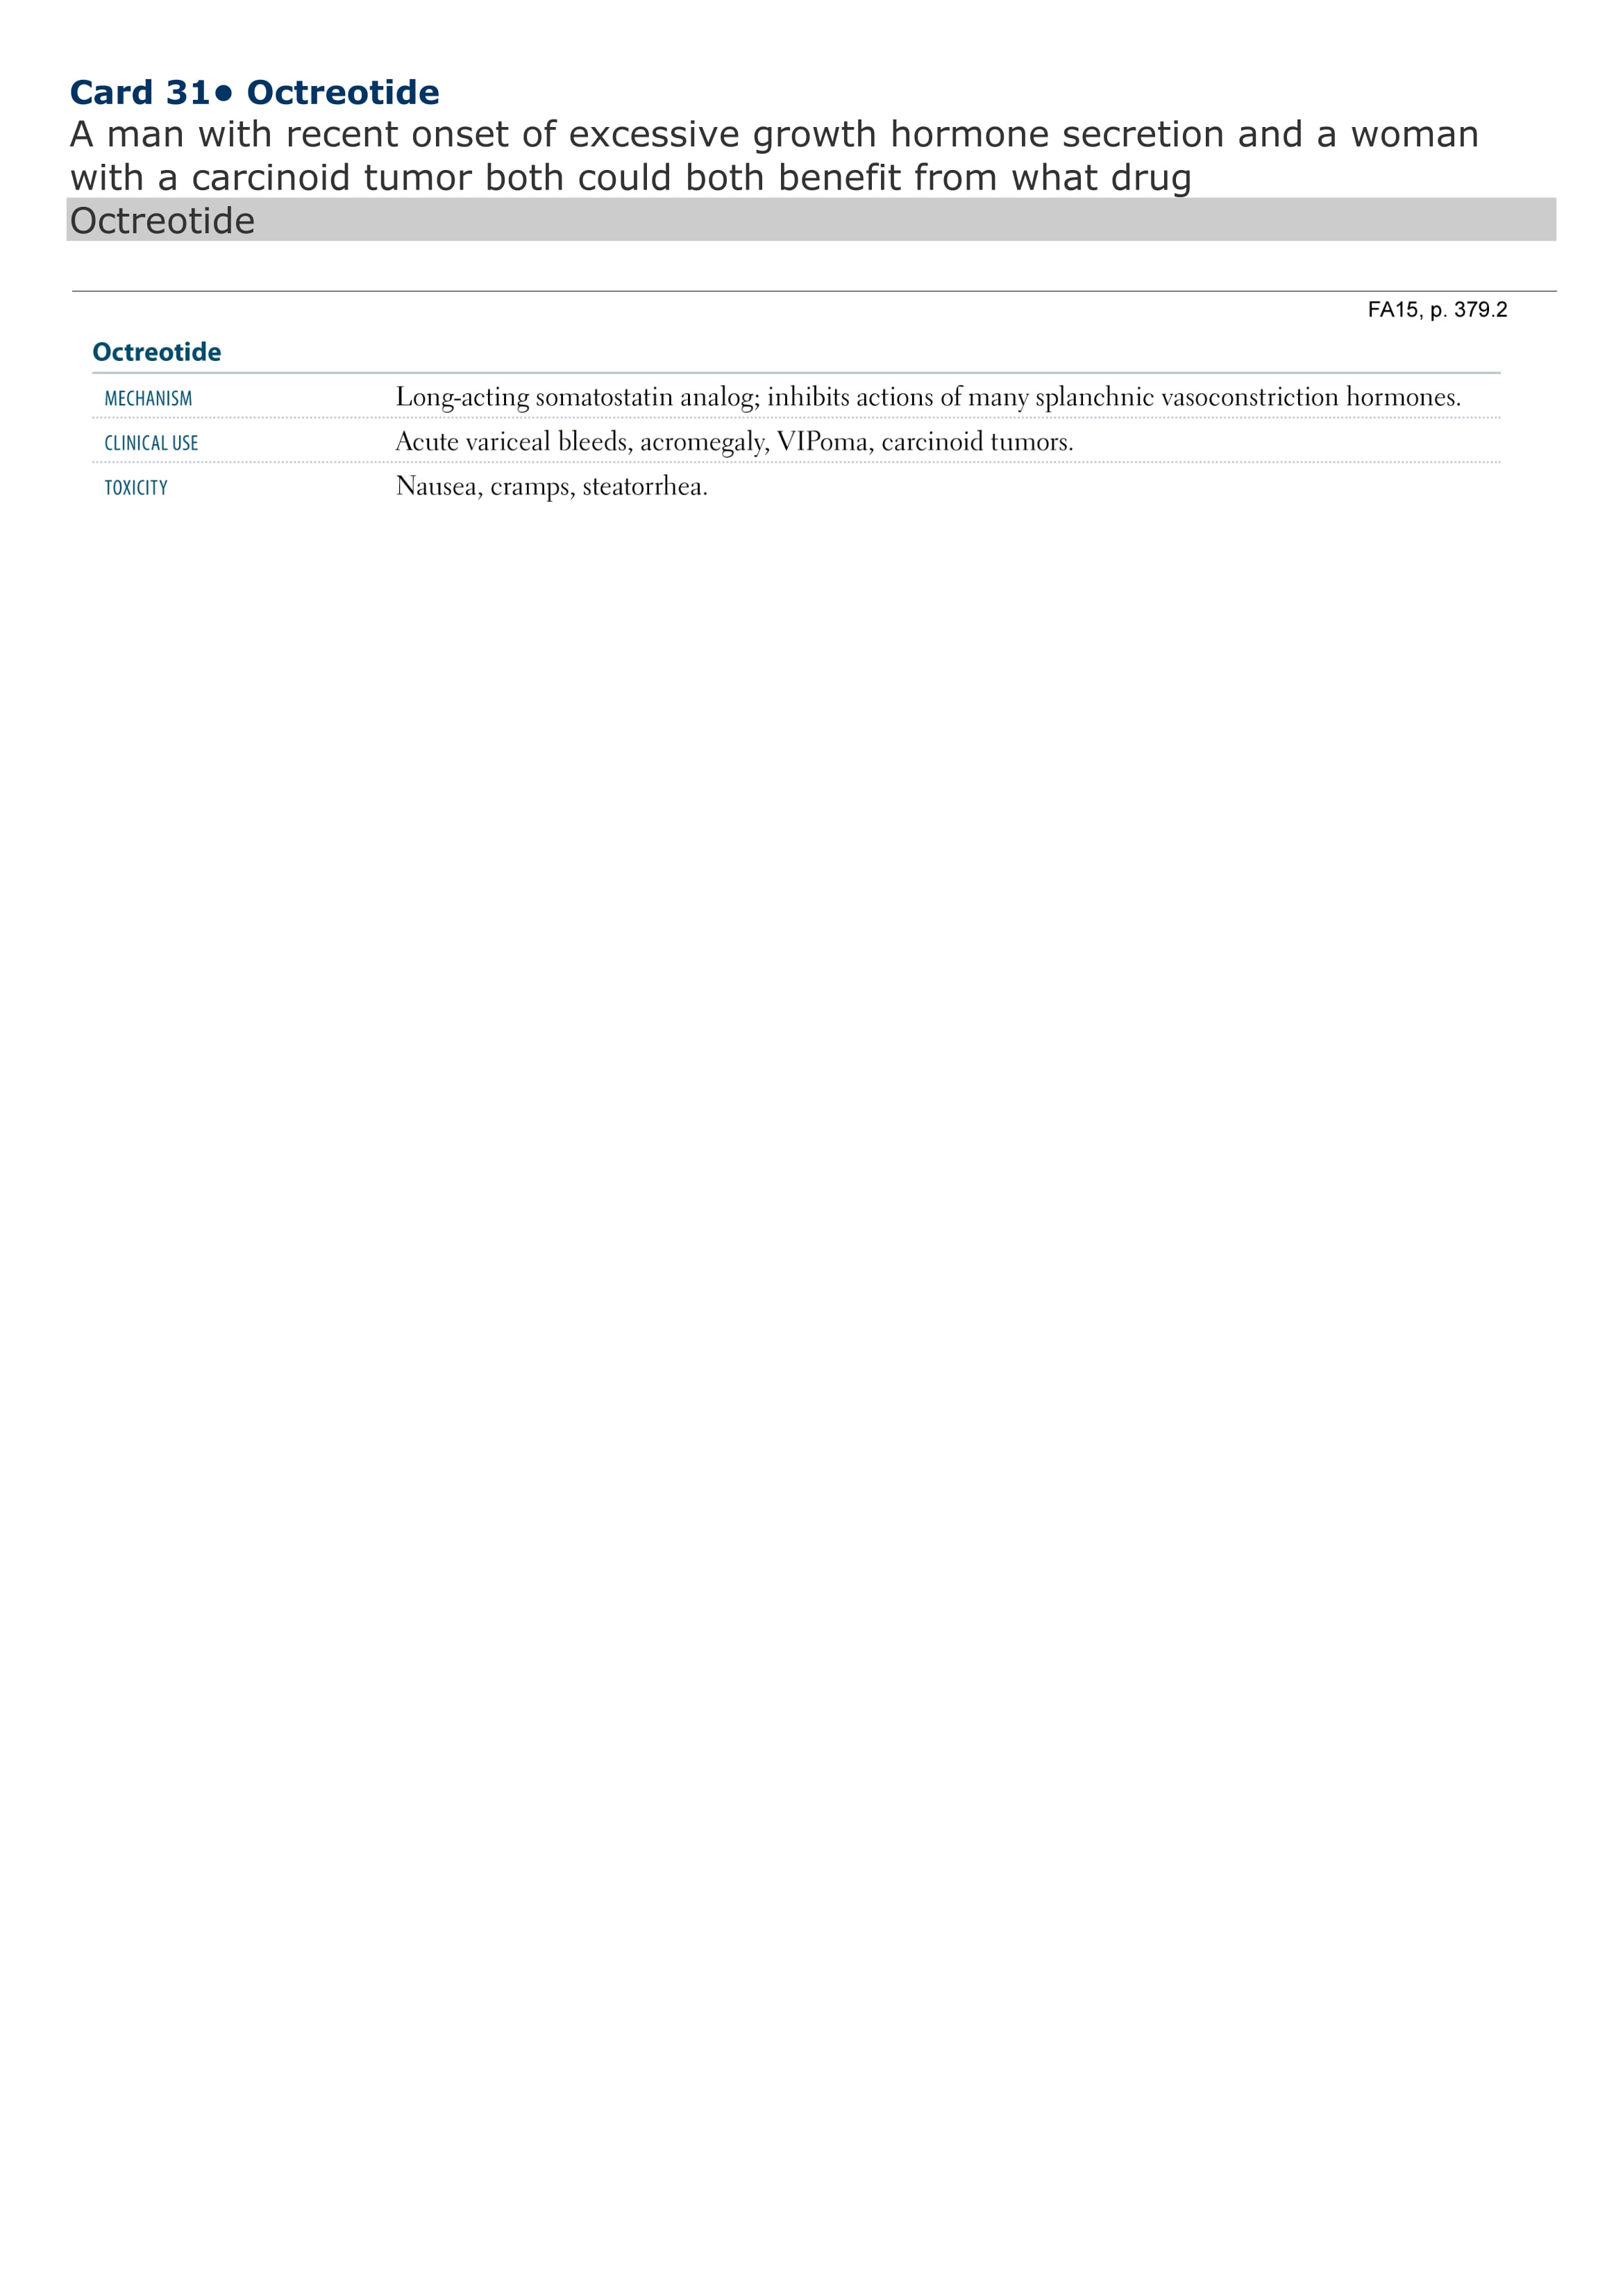 Card 31• Octreotide
A man with recent onset of excessive growth hormone secretion and a woman
with a carcinoid tumor both could both benefit from what drug
Octreotide
FA15, p. 379.2
Octreotide
MECHANISM Long-acting somatostatin analog; inhibits actions of many splanchnic vasoconstriction hormones.
CLINICAL USE Acute variceal bleeds, acromegaly, VIPoma, carcinoid tumors.
TOXICITY Nausea, cramps, steatorrhea.